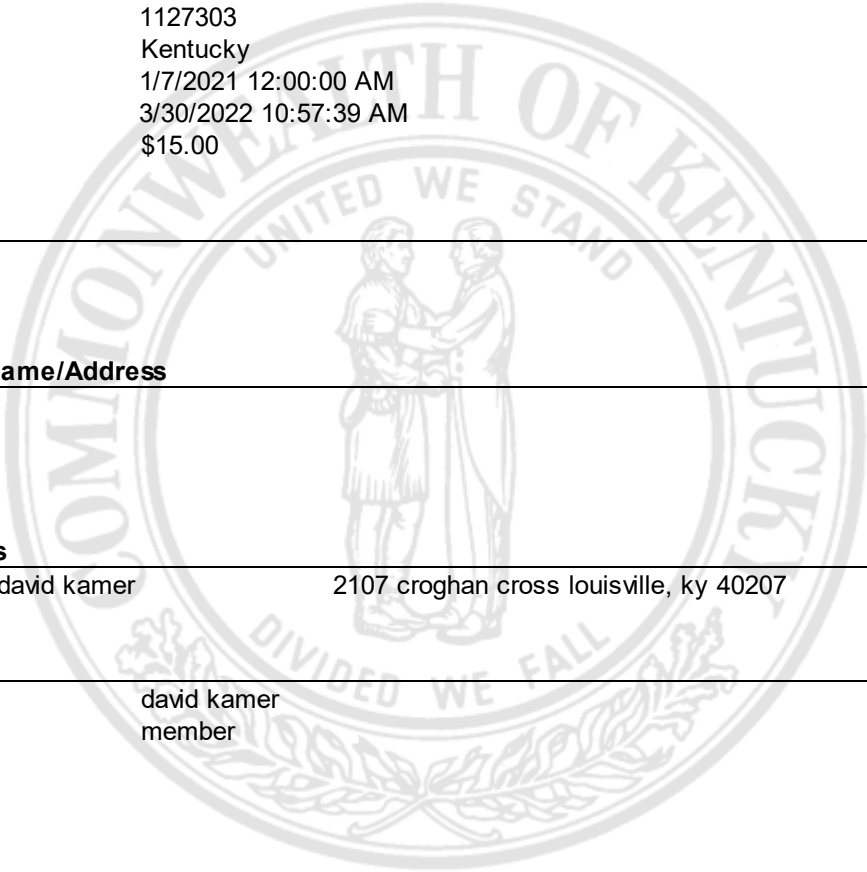 1127303
Kentucky
1/7/2021 12:00:00 AM
3/30/2022 10:57:39 AM
$15.00
COMMONWEALTH OF KENTUCKY
UNITED WE STAND
ame/Address
s
david kamer 2107 croghan cross louisville, ky 40207
DIVIDED WE FALL
david kamer
member